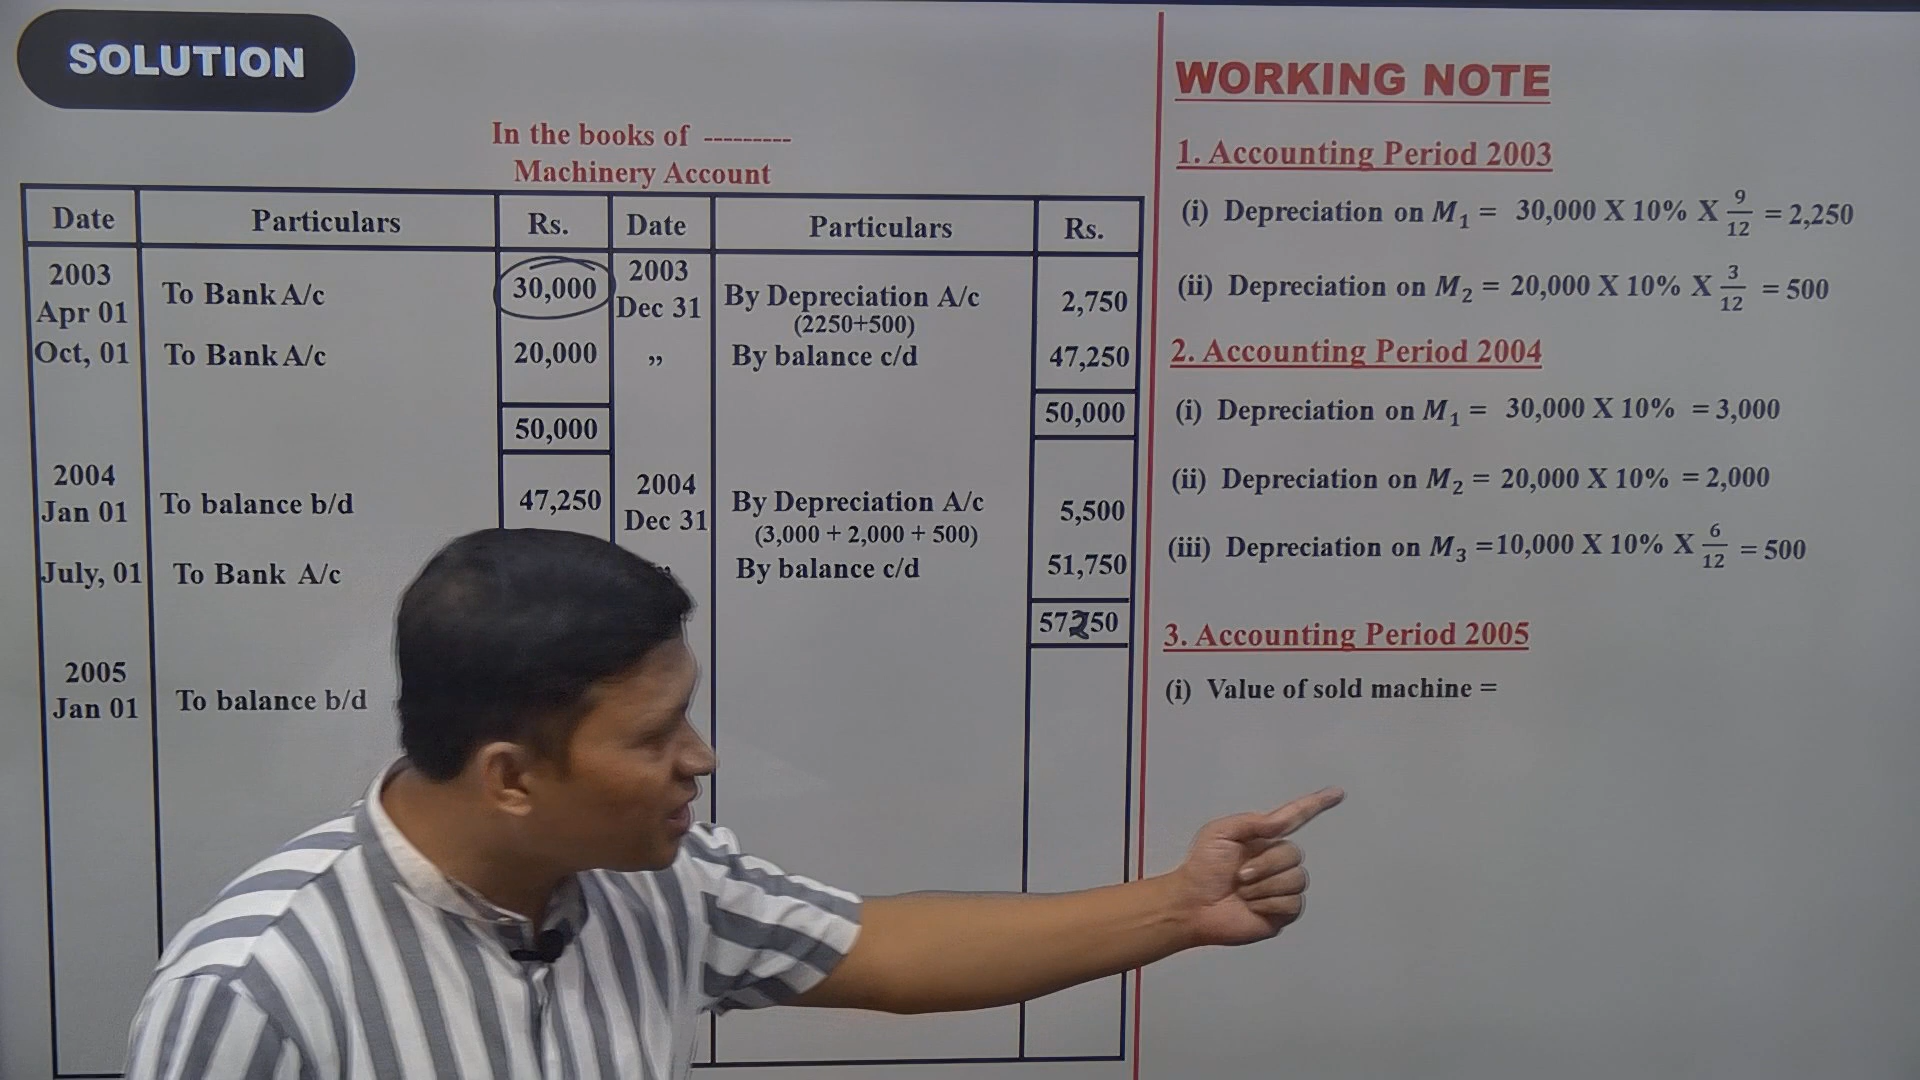 SOLUTION
In the books of ---------
Machinery Account
Date Particulars Rs. Date Particulars Rs.
2003 Apr 01 To Bank A/c 30,000 2003 Dec 31 By Depreciation A/c (2250+500) 2,750
Oct, 01 To Bank A/c 20,000 ,, By balance c/d 47,250
50,000 50,000
2004 Jan 01 To balance b/d 47,250 2004 Dec 31 By Depreciation A/c (3,000 + 2,000 + 500) 5,500
July, 01 To Bank A/c ,, By balance c/d 51,750
57250
2005 Jan 01 To balance b/d
WORKING NOTE
1. Accounting Period 2003
(i) Depreciation on M₁ = 30,000 X 10% X 9/12 = 2,250
(ii) Depreciation on M₂ = 20,000 X 10% X 3/12 = 500
2. Accounting Period 2004
(i) Depreciation on M₁ = 30,000 X 10% = 3,000
(ii) Depreciation on M₂ = 20,000 X 10% = 2,000
(iii) Depreciation on M₃ =10,000 X 10% X 6/12 = 500
3. Accounting Period 2005
(i) Value of sold machine =